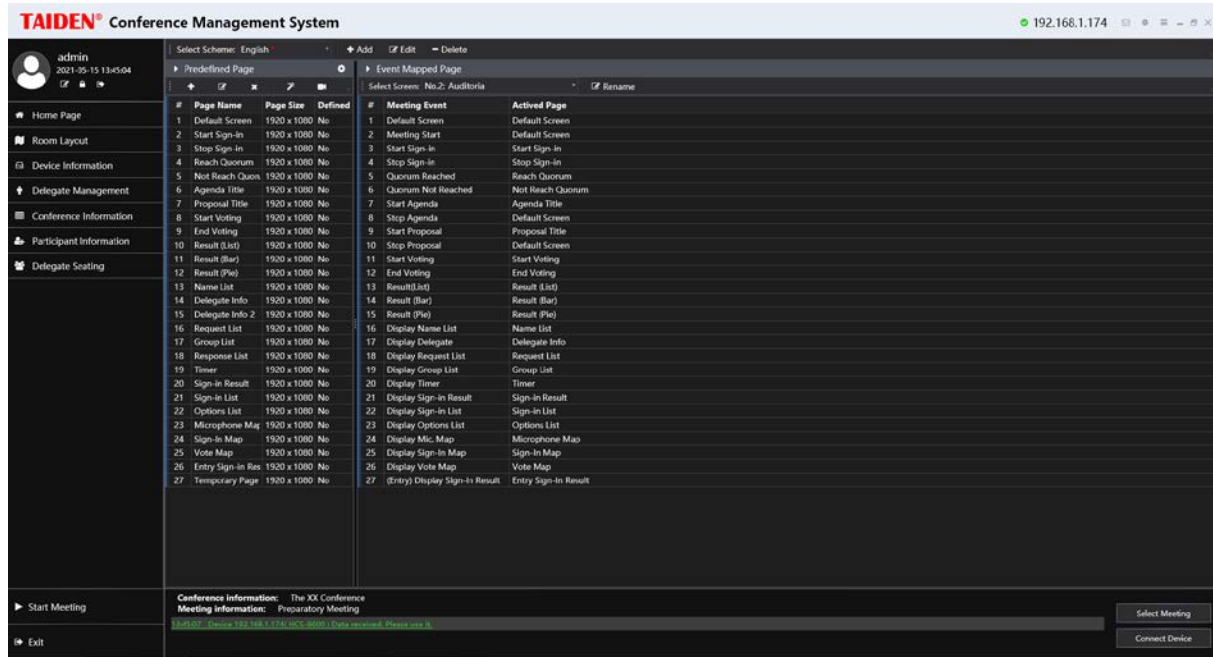 TAIDEN® Conference Management System
192.168.1.174
admin
2021-05-15 13:45:04
Home Page
Room Layout
Device Information
Delegate Management
Conference Information
Participant Information
Delegate Seating
Start Meeting
Exit
Select Scheme: English
Add Edit Delete
Predefined Page
# Page Name Page Size Defined
1 Default Screen 1920 x 1080 No
2 Start Sign-In 1920 x 1080 No
3 Stop Sign-In 1920 x 1080 No
4 Reach Quorum 1920 x 1080 No
5 Not Reach Quon 1920 x 1080 No
6 Agenda Title 1920 x 1080 No
7 Proposal Title 1920 x 1080 No
8 Start Voting 1920 x 1080 No
9 End Voting 1920 x 1080 No
10 Result (List) 1920 x 1080 No
11 Result (Bar) 1920 x 1080 No
12 Result (Pie) 1920 x 1080 No
13 Name List 1920 x 1080 No
14 Delegate Info 1920 x 1080 No
15 Delegate Info 2 1920 x 1080 No
16 Request List 1920 x 1080 No
17 Group List 1920 x 1080 No
18 Response List 1920 x 1080 No
19 Timer 1920 x 1080 No
20 Sign-in Result 1920 x 1080 No
21 Sign-in List 1920 x 1080 No
22 Options List 1920 x 1080 No
23 Microphone Map 1920 x 1080 No
24 Sign-In Map 1920 x 1080 No
25 Vote Map 1920 x 1080 No
26 Entry Sign-in Res 1920 x 1080 No
27 Temporary Page 1920 x 1080 No
Event Mapped Page
Select Screen: No.2: Auditoria
Rename
# Meeting Event Actived Page
1 Default Screen Default Screen
2 Meeting Start Default Screen
3 Start Sign-in Start Sign-in
4 Stop Sign-in Stop Sign-in
5 Quorum Reached Reach Quorum
6 Quorum Not Reached Not Reach Quorum
7 Start Agenda Agenda Title
8 Stop Agenda Default Screen
9 Start Proposal Proposal Title
10 Stop Proposal Default Screen
11 Start Voting Start Voting
12 End Voting End Voting
13 Result(List) Result (List)
14 Result (Bar) Result (Bar)
15 Result (Pie) Result (Pie)
16 Display Name List Name List
17 Display Delegate Delegate Info
18 Display Request List Request List
19 Display Group List Group List
20 Display Timer Timer
21 Display Sign-in Result Sign-in Result
22 Display Sign-in List Sign-in List
23 Display Options List Options List
24 Display Mic. Map Microphone Map
25 Display Sign-In Map Sign-In Map
26 Display Vote Map Vote Map
27 (Entry) Display Sign-In Result Entry Sign-In Result
Conference information: The XX Conference
Meeting information: Preparatory Meeting
13:45:07 Device 192.168.1.174( HCS-8600 ) Data received. Please use it.
Select Meeting
Connect Device